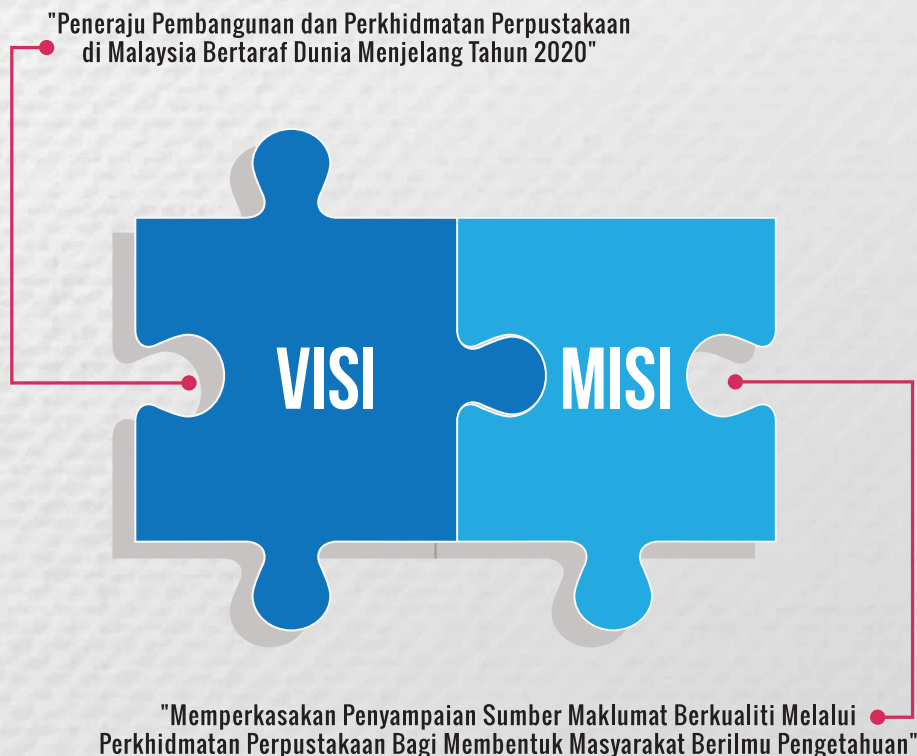 "Peneraju Pembangunan dan Perkhidmatan Perpustakaan
di Malaysia Bertaraf Dunia Menjelang Tahun 2020"
VISI
MISI
"Memperkasakan Penyampaian Sumber Maklumat Berkualiti Melalui
Perkhidmatan Perpustakaan Bagi Membentuk Masyarakat Berilmu Pengetahuan"